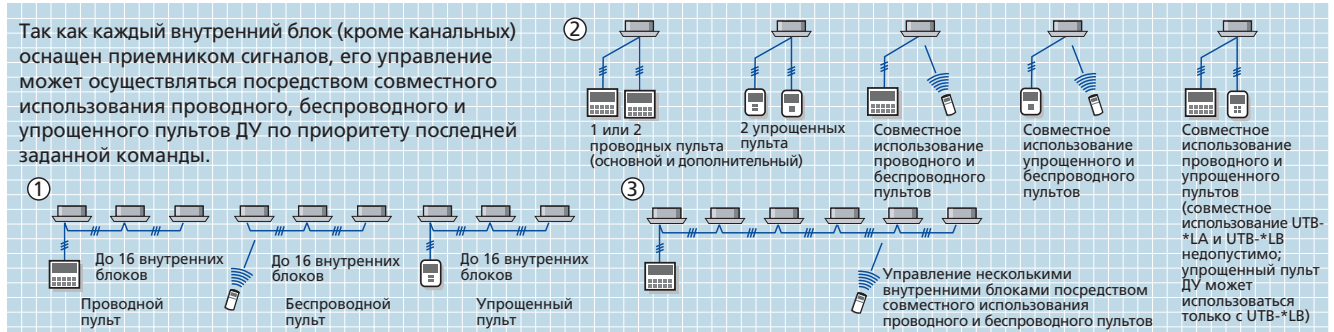 Так как каждый внутренний блок (кроме канальных)
оснащен приемником сигналов, его управление
может осуществляться посредством совместного
использования проводного, беспроводного и
упрощенного пультов ДУ по приоритету последней
заданной команды.
1
До 16 внутренних
блоков
Проводной
пульт
До 16 внутренних
блоков
Беспроводной
пульт
До 16 внутренних
блоков
Упрощенный
пульт
2
1 или 2
проводных пульта
(основной и дополнительный)
2 упрощенных
пульта
Совместное
использование
проводного и
беспроводного
пультов
Совместное
использование
упрощенного и
беспроводного
пультов
Совместное
использование
проводного и
упрощенного
пультов
(совместное
использование UTB-
*LA и UTB-*LB
недопустимо;
упрощенный пульт
ДУ может
использоваться
только с UTB-*LB)
3
Управление несколькими
внутренними блоками посредством
совместного использования
проводного и беспроводного пультов